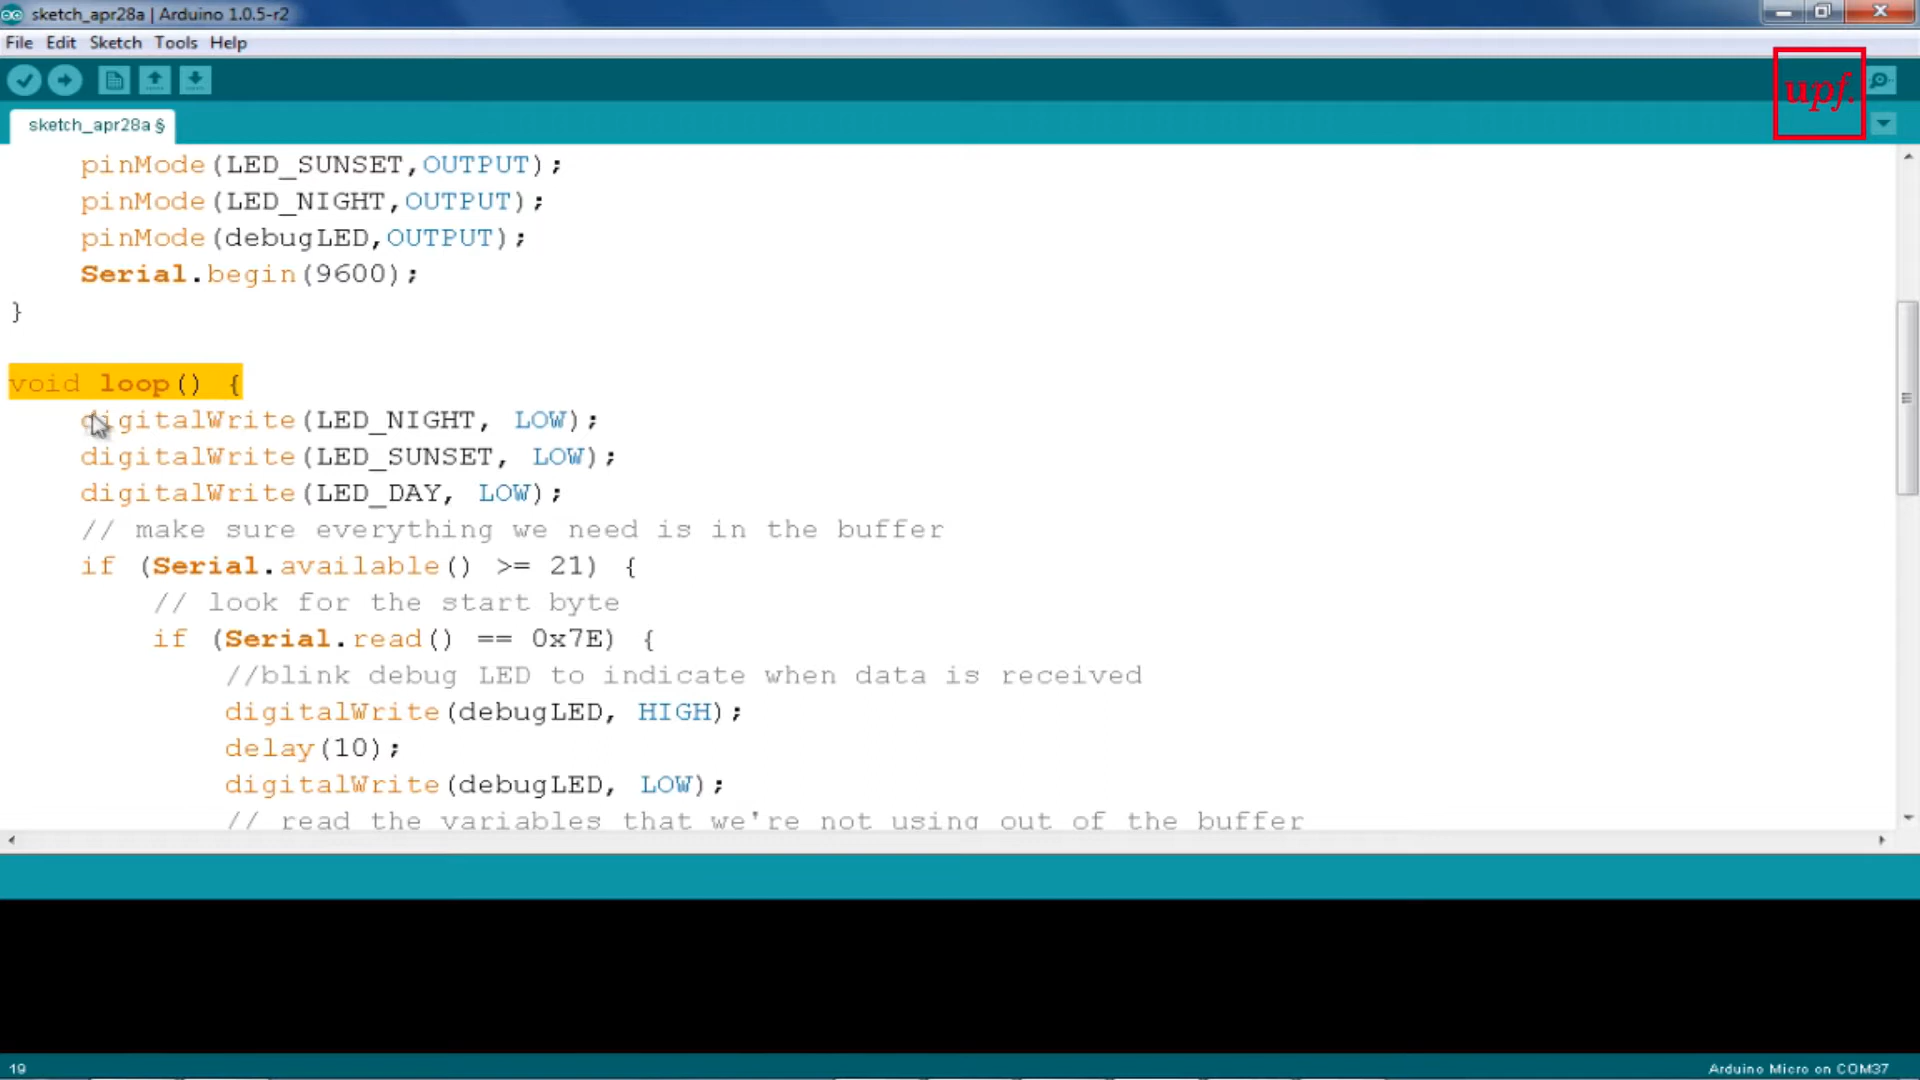 sketch_apr28a | Arduino 1.0.5-r2
File Edit Sketch Tools Help
upf.
sketch_apr28a §
pinMode(LED_SUNSET,OUTPUT);
pinMode(LED_NIGHT,OUTPUT);
pinMode(debugLED,OUTPUT);
Serial.begin(9600);
}
void loop() {
digitalWrite(LED_NIGHT, LOW);
digitalWrite(LED_SUNSET, LOW);
digitalWrite(LED_DAY, LOW);
// make sure everything we need is in the buffer
if (Serial.available() >= 21) {
// look for the start byte
if (Serial.read() == 0x7E) {
//blink debug LED to indicate when data is received
digitalWrite(debugLED, HIGH);
delay(10);
digitalWrite(debugLED, LOW);
// read the variables that we're not using out of the buffer
19
Arduino Micro on COM37